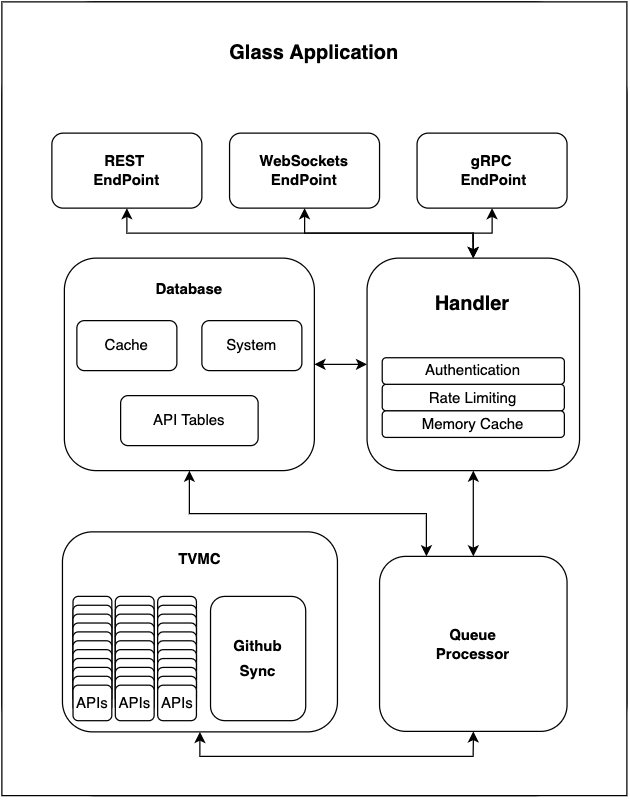 Glass Application
REST
EndPoint
WebSockets
EndPoint
gRPC
EndPoint
Database
Cache
System
API Tables
Handler
Authentication
Rate Limiting
Memory Cache
TVMC
APIs
APIs
APIs
Github
Sync
Queue
Processor